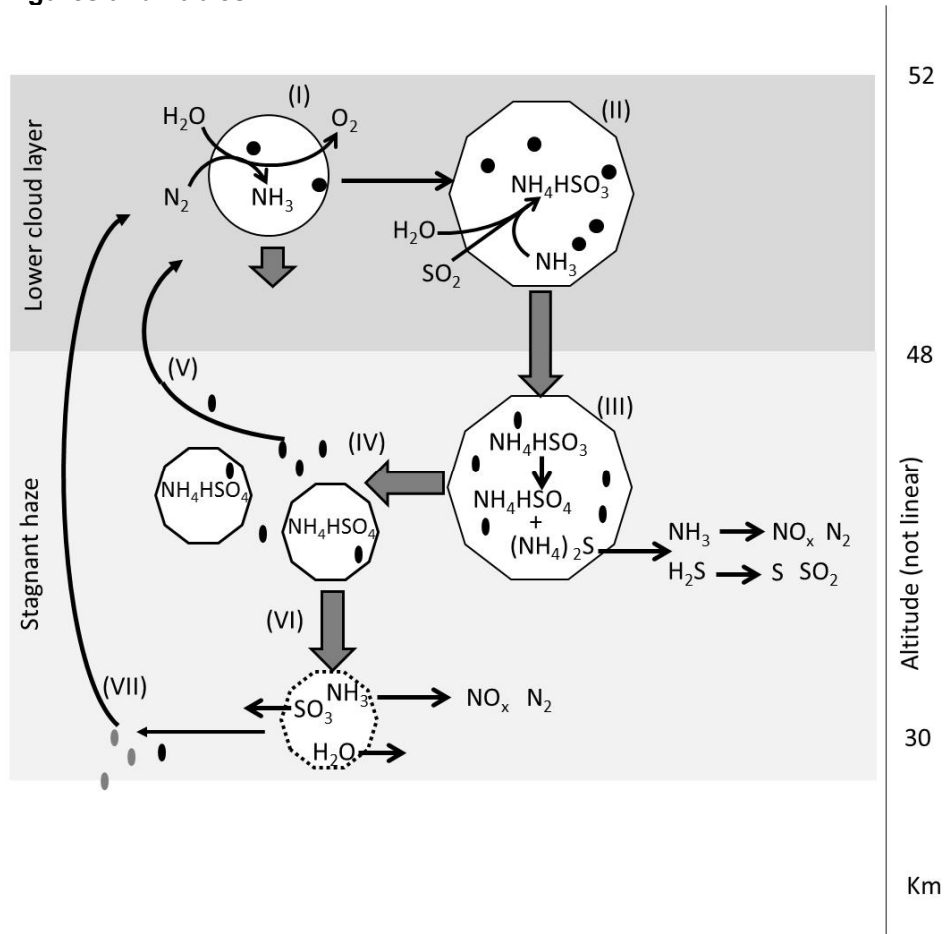 52
(I)
H₂O
O₂
N₂
NH₃
Lower cloud layer
(II)
NH₄HSO₃
H₂O
SO₂
NH₃
48
(V)
(IV)
(III)
NH₄HSO₃
NH₄HSO₄
+
(NH₄)₂S
NH₃ NOₓ N₂
H₂S S SO₂
NH₄HSO₄
NH₄HSO₄
Stagnant haze
Altitude (not linear)
(VI)
NH₃
SO₃
H₂O
NOₓ N₂
(VII)
30
Km